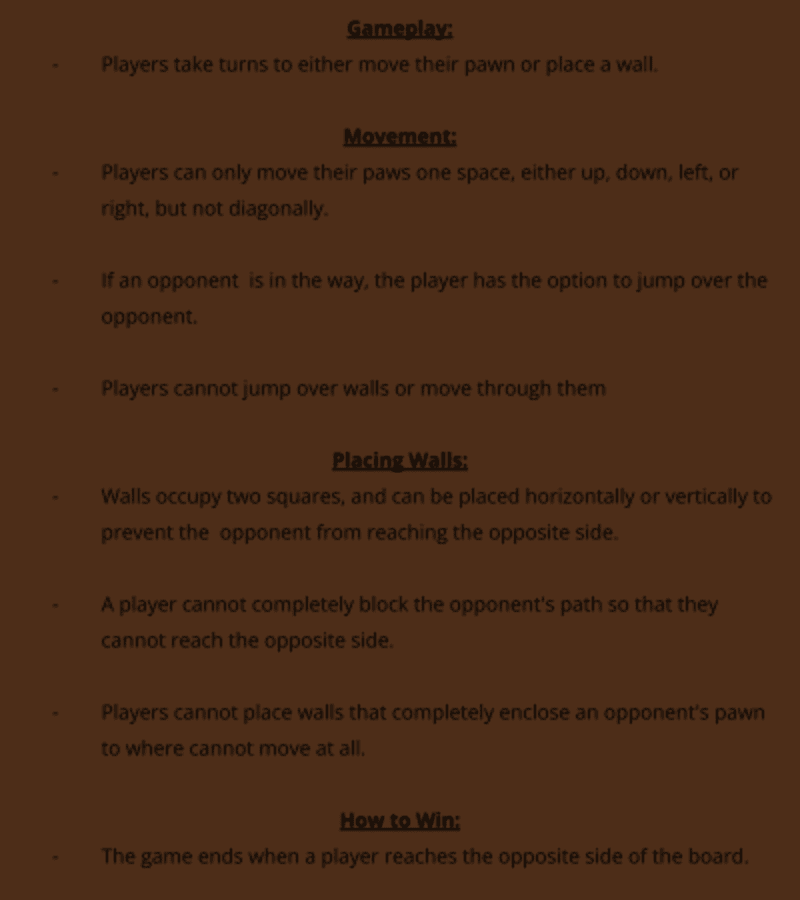 Gameplay:
- Players take turns to either move their pawn or place a wall.
Movement:
- Players can only move their paws one space, either up, down, left, or
right, but not diagonally.
- If an opponent  is in the way, the player has the option to jump over the
opponent.
- Players cannot jump over walls or move through them
Placing Walls:
- Walls occupy two squares, and can be placed horizontally or vertically to
prevent the  opponent from reaching the opposite side.
- A player cannot completely block the opponent's path so that they
cannot reach the opposite side.
- Players cannot place walls that completely enclose an opponent's pawn
to where cannot move at all.
How to Win:
- The game ends when a player reaches the opposite side of the board.